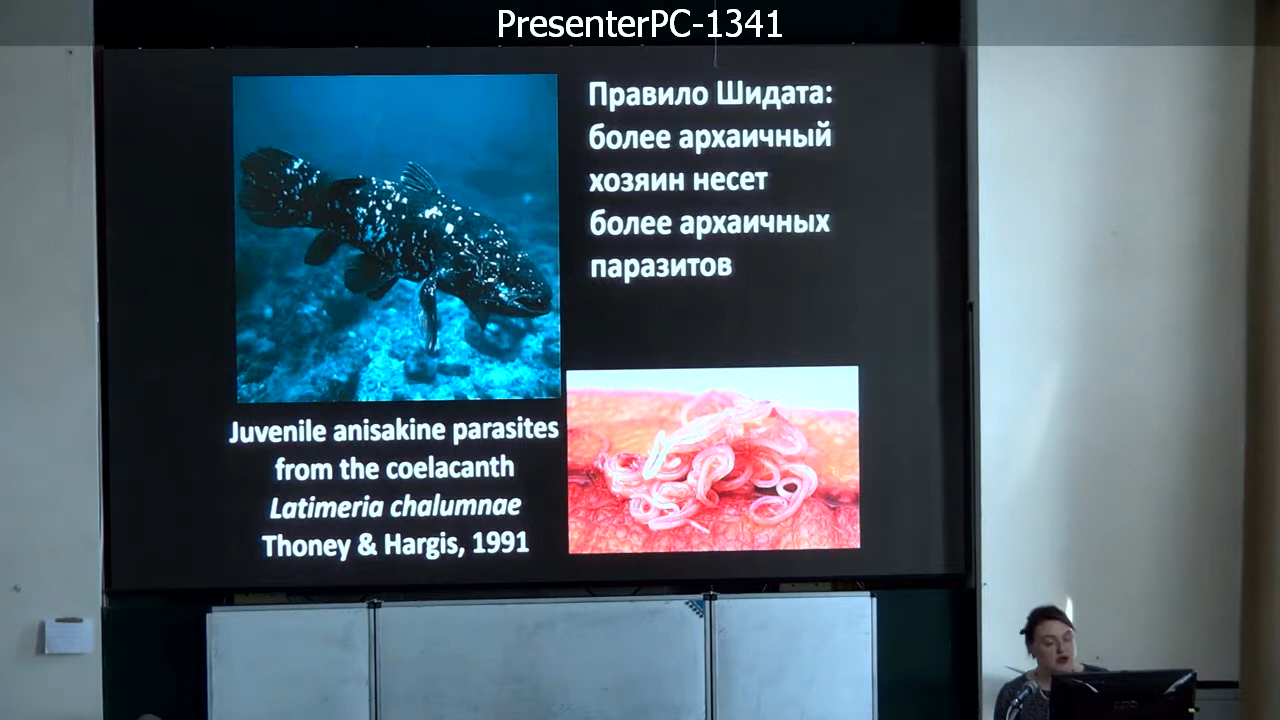 PresenterPC-1341
Правило Шидата:
более архаичный
хозяин несет
более архаичных
паразитов
Juvenile anisakine parasites
from the coelacanth
Latimeria chalumnae
Thoney & Hargis, 1991